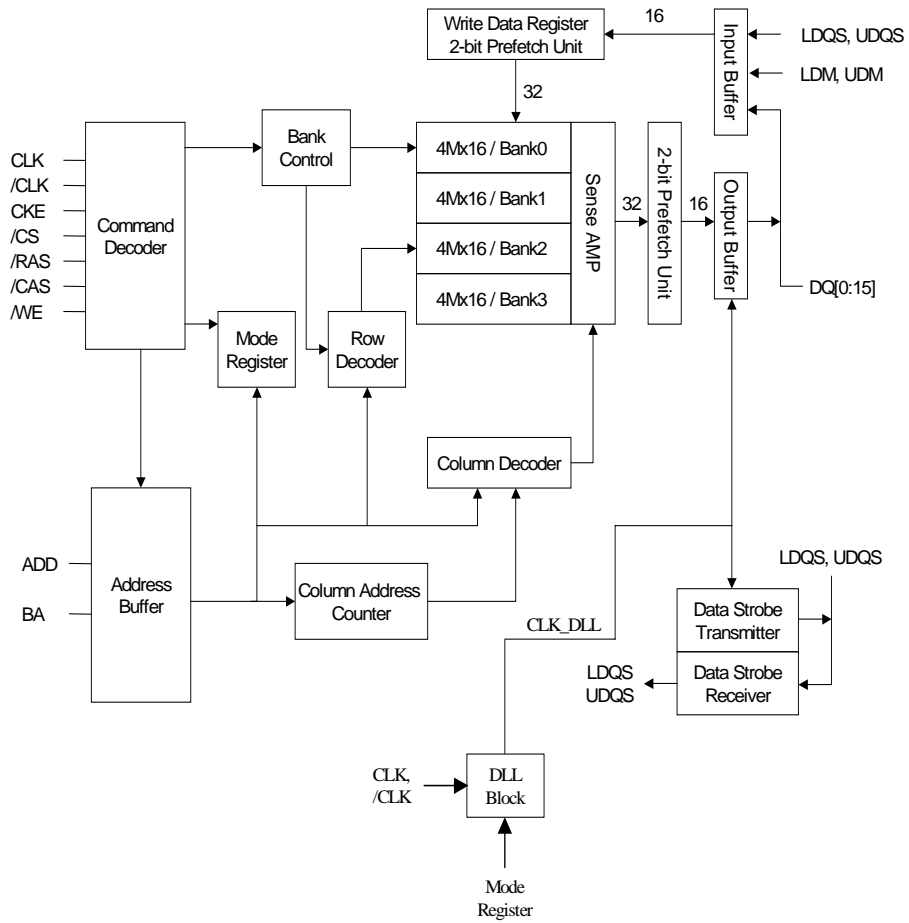 Write Data Register
2-bit Prefetch Unit
16
Input Buffer
LDQS, UDQS
LDM, UDM
32
Bank
Control
4Mx16 / Bank0
4Mx16 / Bank1
4Mx16 / Bank2
4Mx16 / Bank3
Sense AMP
32
2-bit Prefetch Unit
16
Output Buffer
DQ[0:15]
CLK
/CLK
CKE
/CS
/RAS
/CAS
/WE
Command
Decoder
Mode
Register
Row
Decoder
Column Decoder
ADD
BA
Address
Buffer
Column Address
Counter
CLK_DLL
LDQS, UDQS
Data Strobe
Transmitter
Data Strobe
Receiver
LDQS
UDQS
CLK,
/CLK
DLL
Block
Mode
Register